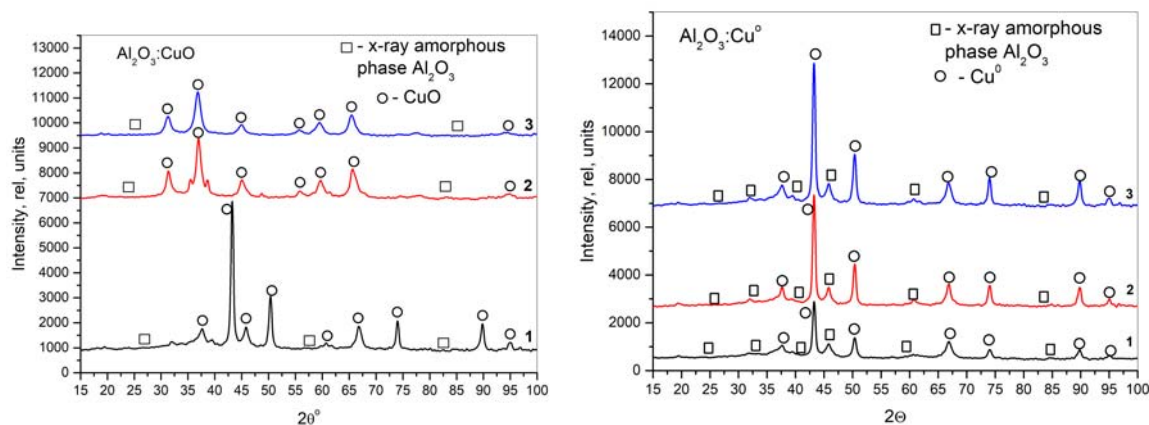 Al₂O₃:CuO
□ - x-ray amorphous
phase Al₂O₃
○ - CuO
13000
12000
11000
10000
9000
8000
7000
6000
5000
4000
3000
2000
1000
0
3
2
1
15 20 25 30 35 40 45 50 55 60 65 70 75 80 85 90 95 100
Intensity, rel, units
2θ°
Al₂O₃:Cu°
□ - x-ray amorphous
phase Al₂O₃
○ - Cu⁰
14000
12000
10000
8000
6000
4000
2000
0
3
2
1
15 20 25 30 35 40 45 50 55 60 65 70 75 80 85 90 95 100
Intensity, rel, units
2Θ